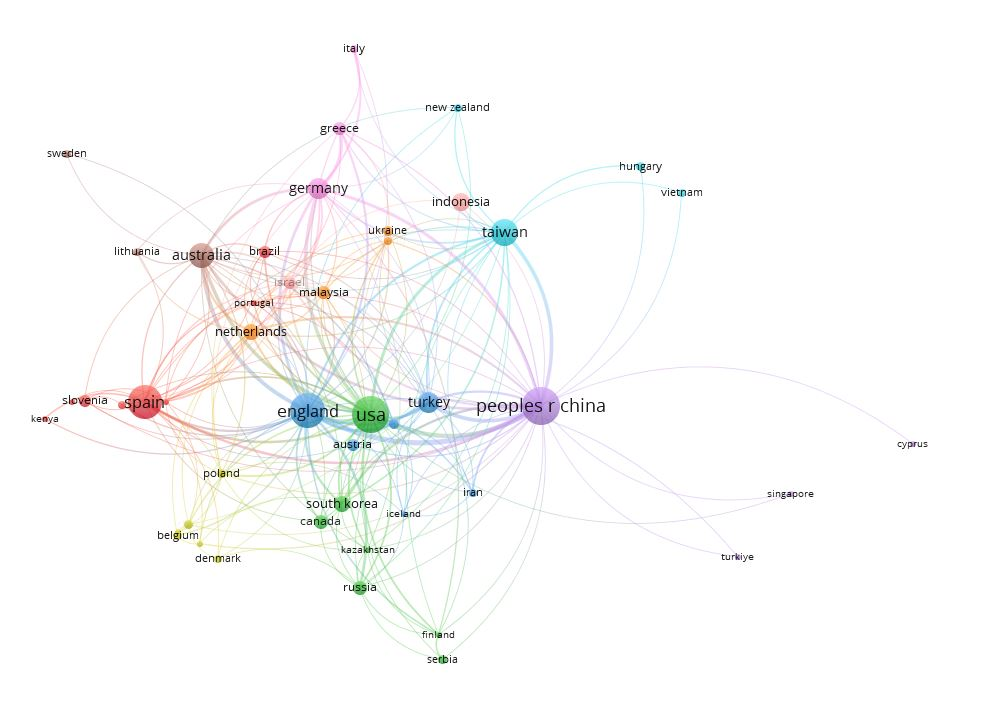 italy
new zealand
greece
sweden
hungary
germany
vietnam
indonesia
ukraine
taiwan
lithuania
australia
brazil
israel
malaysia
portugal
netherlands
slovenia
spain
england
usa
turkey
peoples r china
kenya
austria
cyprus
poland
iran
singapore
south korea
iceland
canada
belgium
kazakhstan
denmark
turkiye
russia
finland
serbia